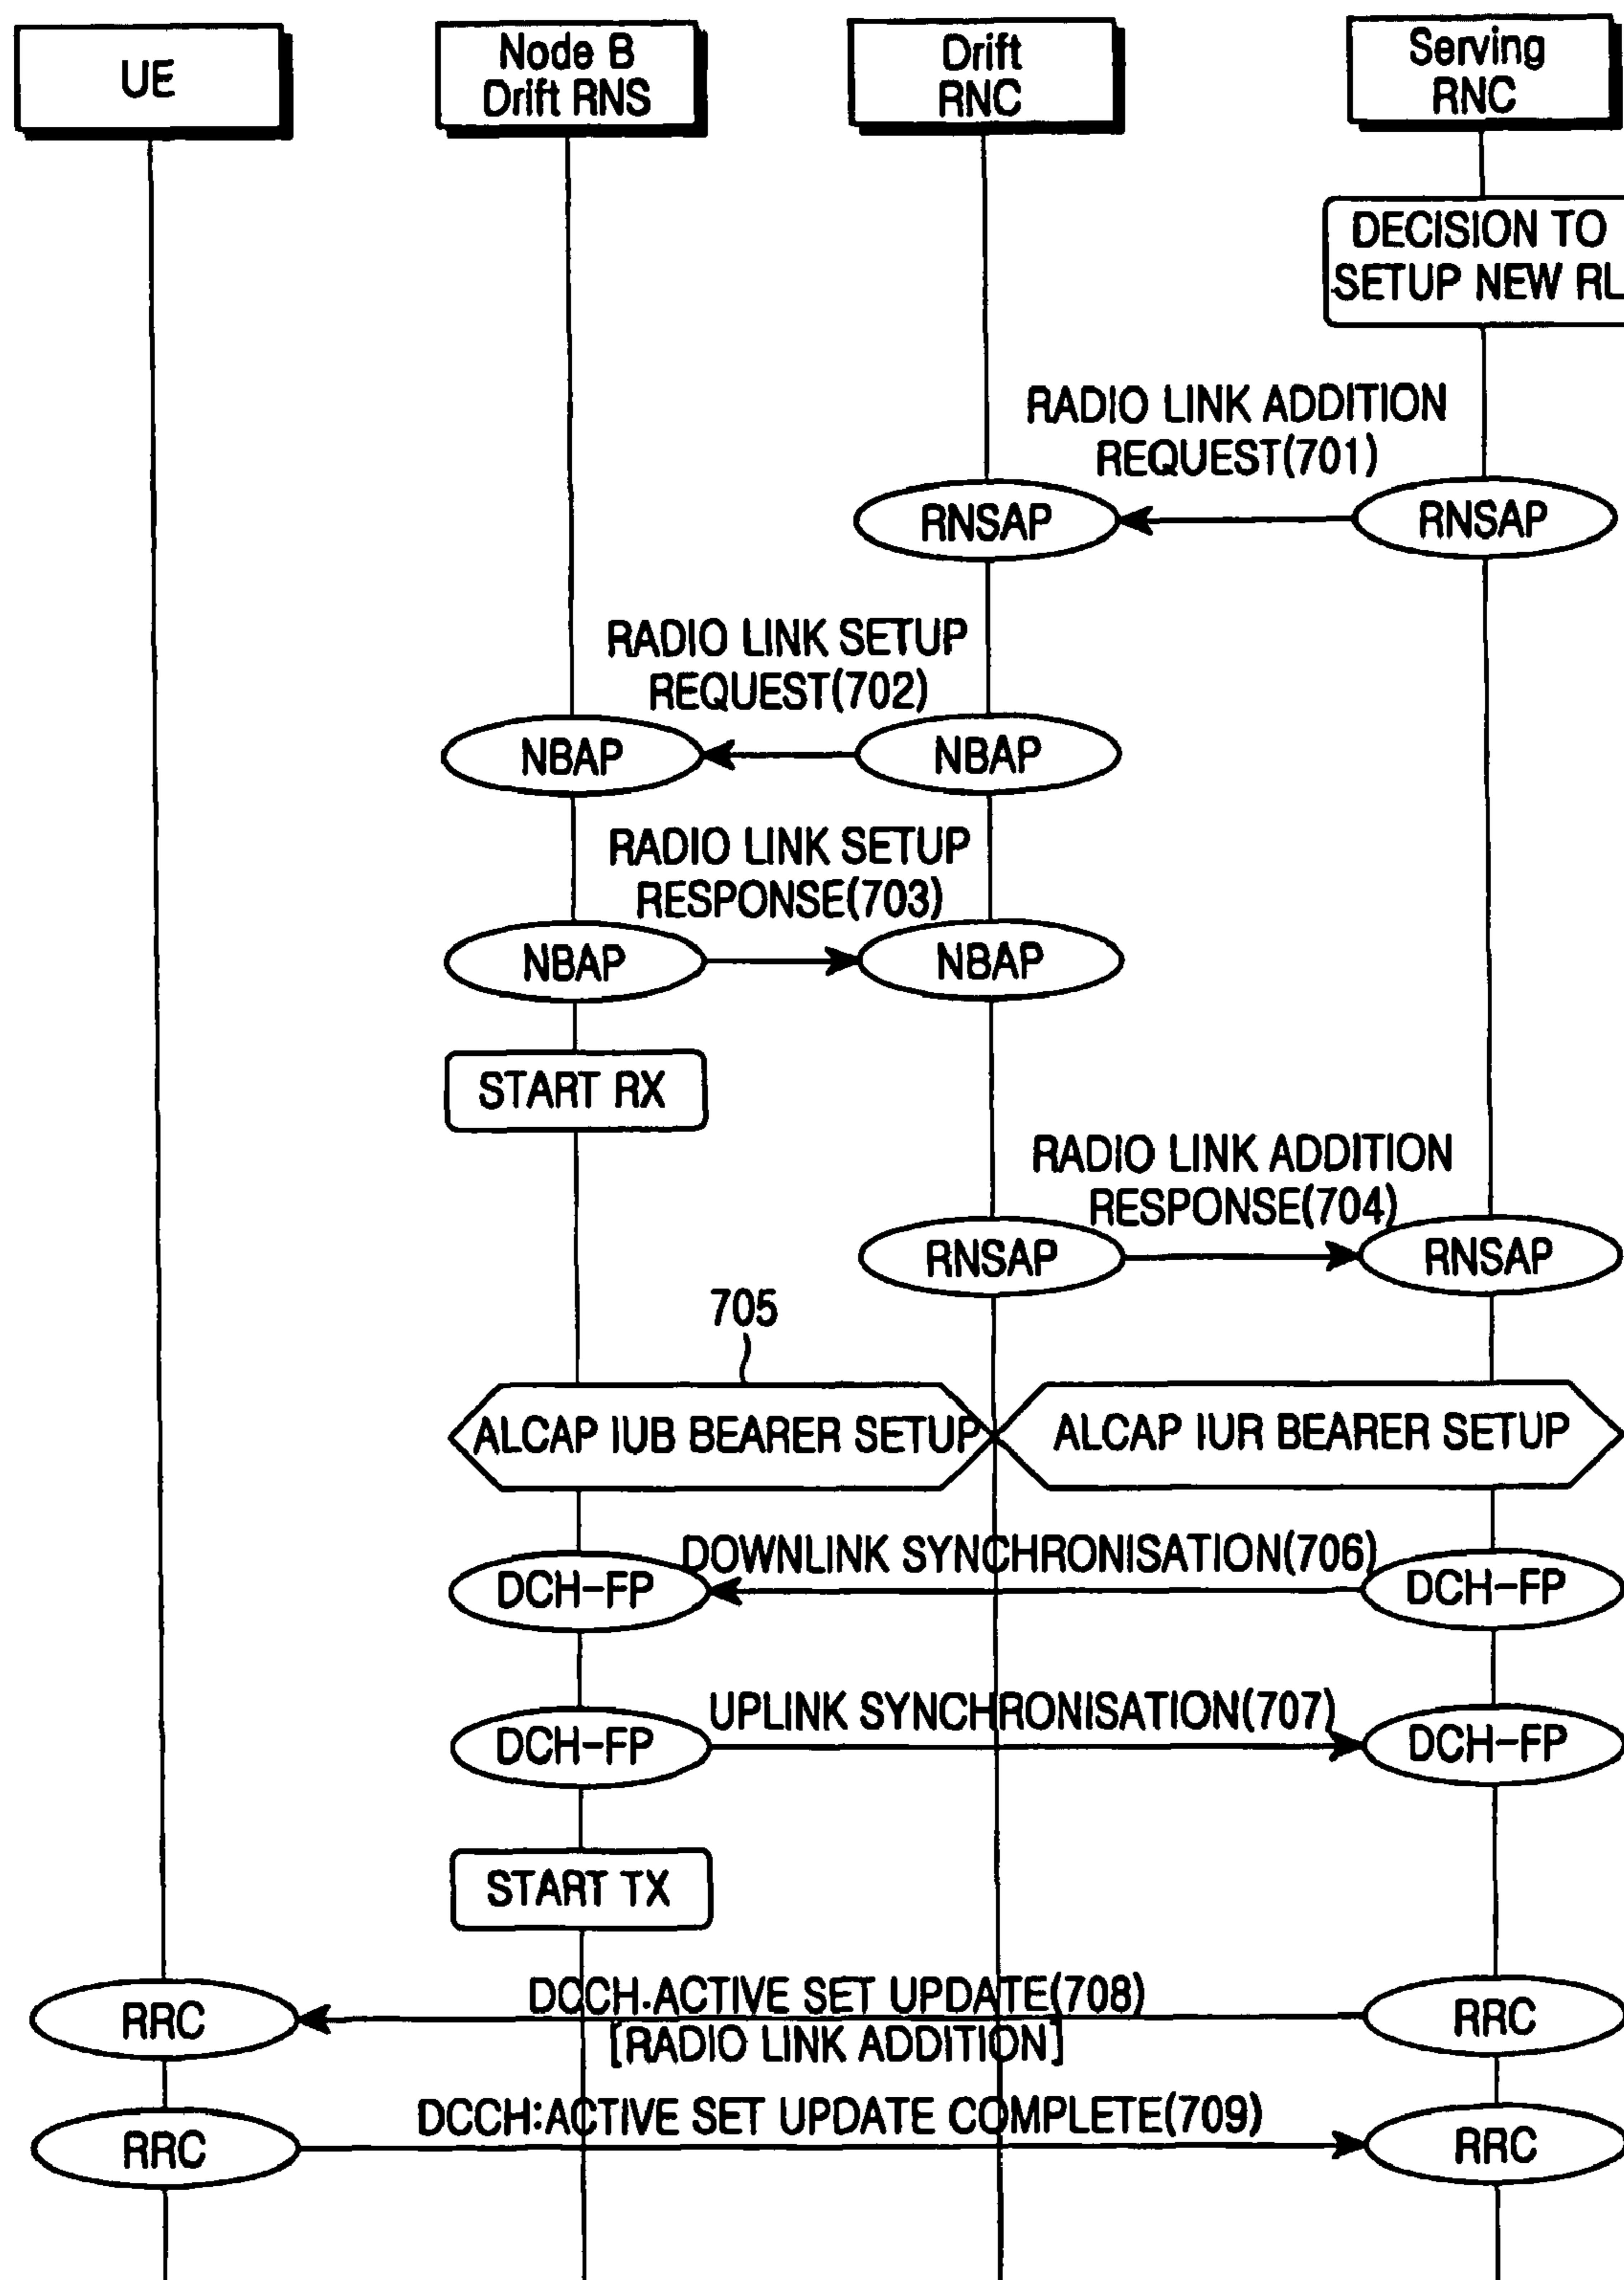 UE
Node B
Drift RNS
Drift
RNC
Serving
RNC
DECISION TO
SETUP NEW RL
RADIO LINK ADDITION
REQUEST(701)
RNSAP
RNSAP
RADIO LINK SETUP
REQUEST(702)
NBAP
NBAP
RADIO LINK SETUP
RESPONSE(703)
NBAP
NBAP
START RX
RADIO LINK ADDITION
RESPONSE(704)
RNSAP
RNSAP
705
ALCAP IUB BEARER SETUP
ALCAP IUR BEARER SETUP
DOWNLINK SYNCHRONISATION(706)
DCH-FP
DCH-FP
UPLINK SYNCHRONISATION(707)
DCH-FP
DCH-FP
START TX
DCCH.ACTIVE SET UPDATE(708)
RRC
RRC
[RADIO LINK ADDITION]
DCCH:ACTIVE SET UPDATE COMPLETE(709)
RRC
RRC